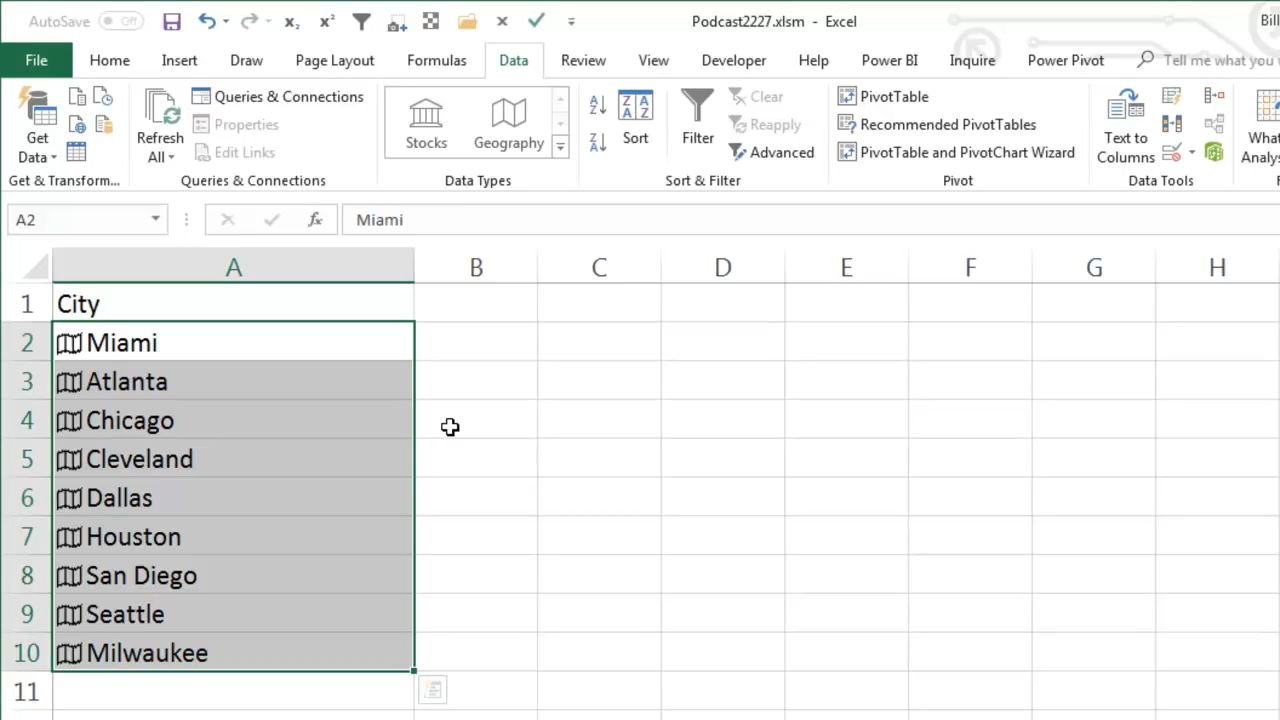 AutoSave Off x₂ x² Podcast2227.xlsm - Excel Bill
File Home Insert Draw Page Layout Formulas Data Review View Developer Help Power BI Inquire Power Pivot Tell me what you
Get Data Refresh All Queries & Connections Properties Edit Links Stocks Geography Sort Filter Clear Reapply Advanced PivotTable Recommended PivotTables PivotTable and PivotChart Wizard Text to Columns
Get & Transform... Queries & Connections Data Types Sort & Filter Pivot Data Tools
A2 fx Miami
A B C D E F G H
1 City
2 Miami
3 Atlanta
4 Chicago
5 Cleveland
6 Dallas
7 Houston
8 San Diego
9 Seattle
10 Milwaukee
11